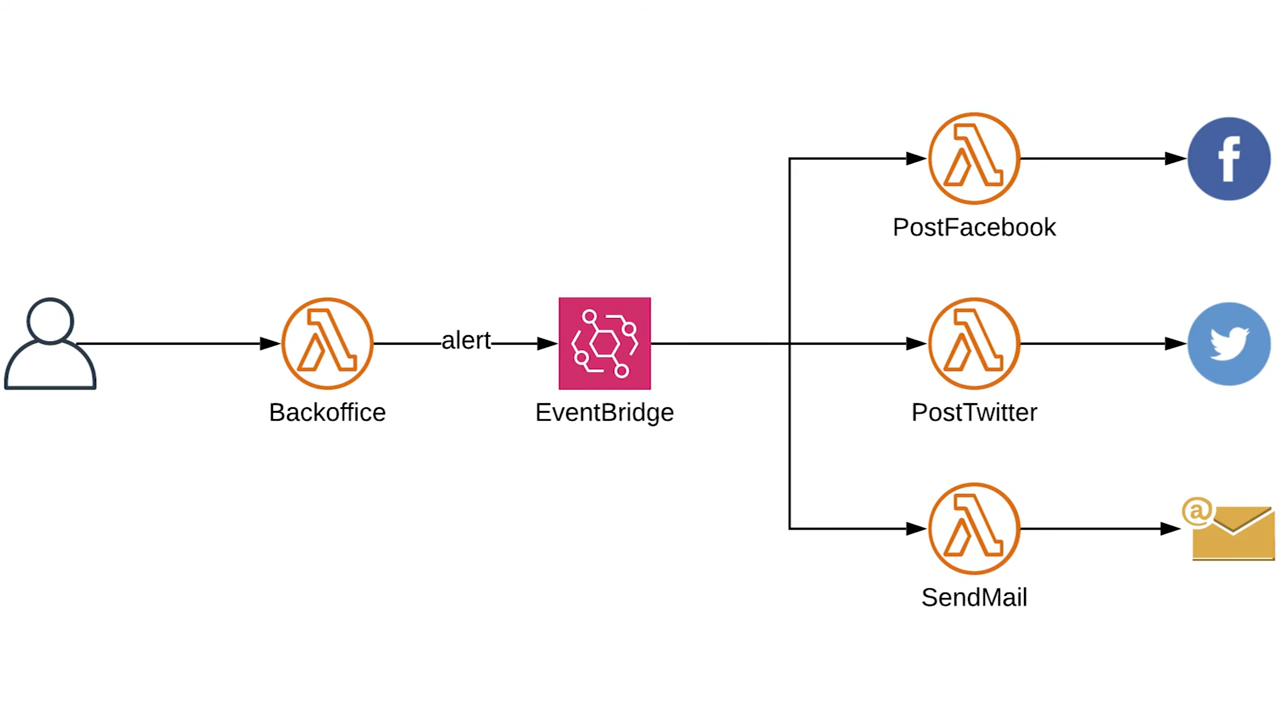 PostFacebook
alert
Backoffice
EventBridge
PostTwitter
SendMail